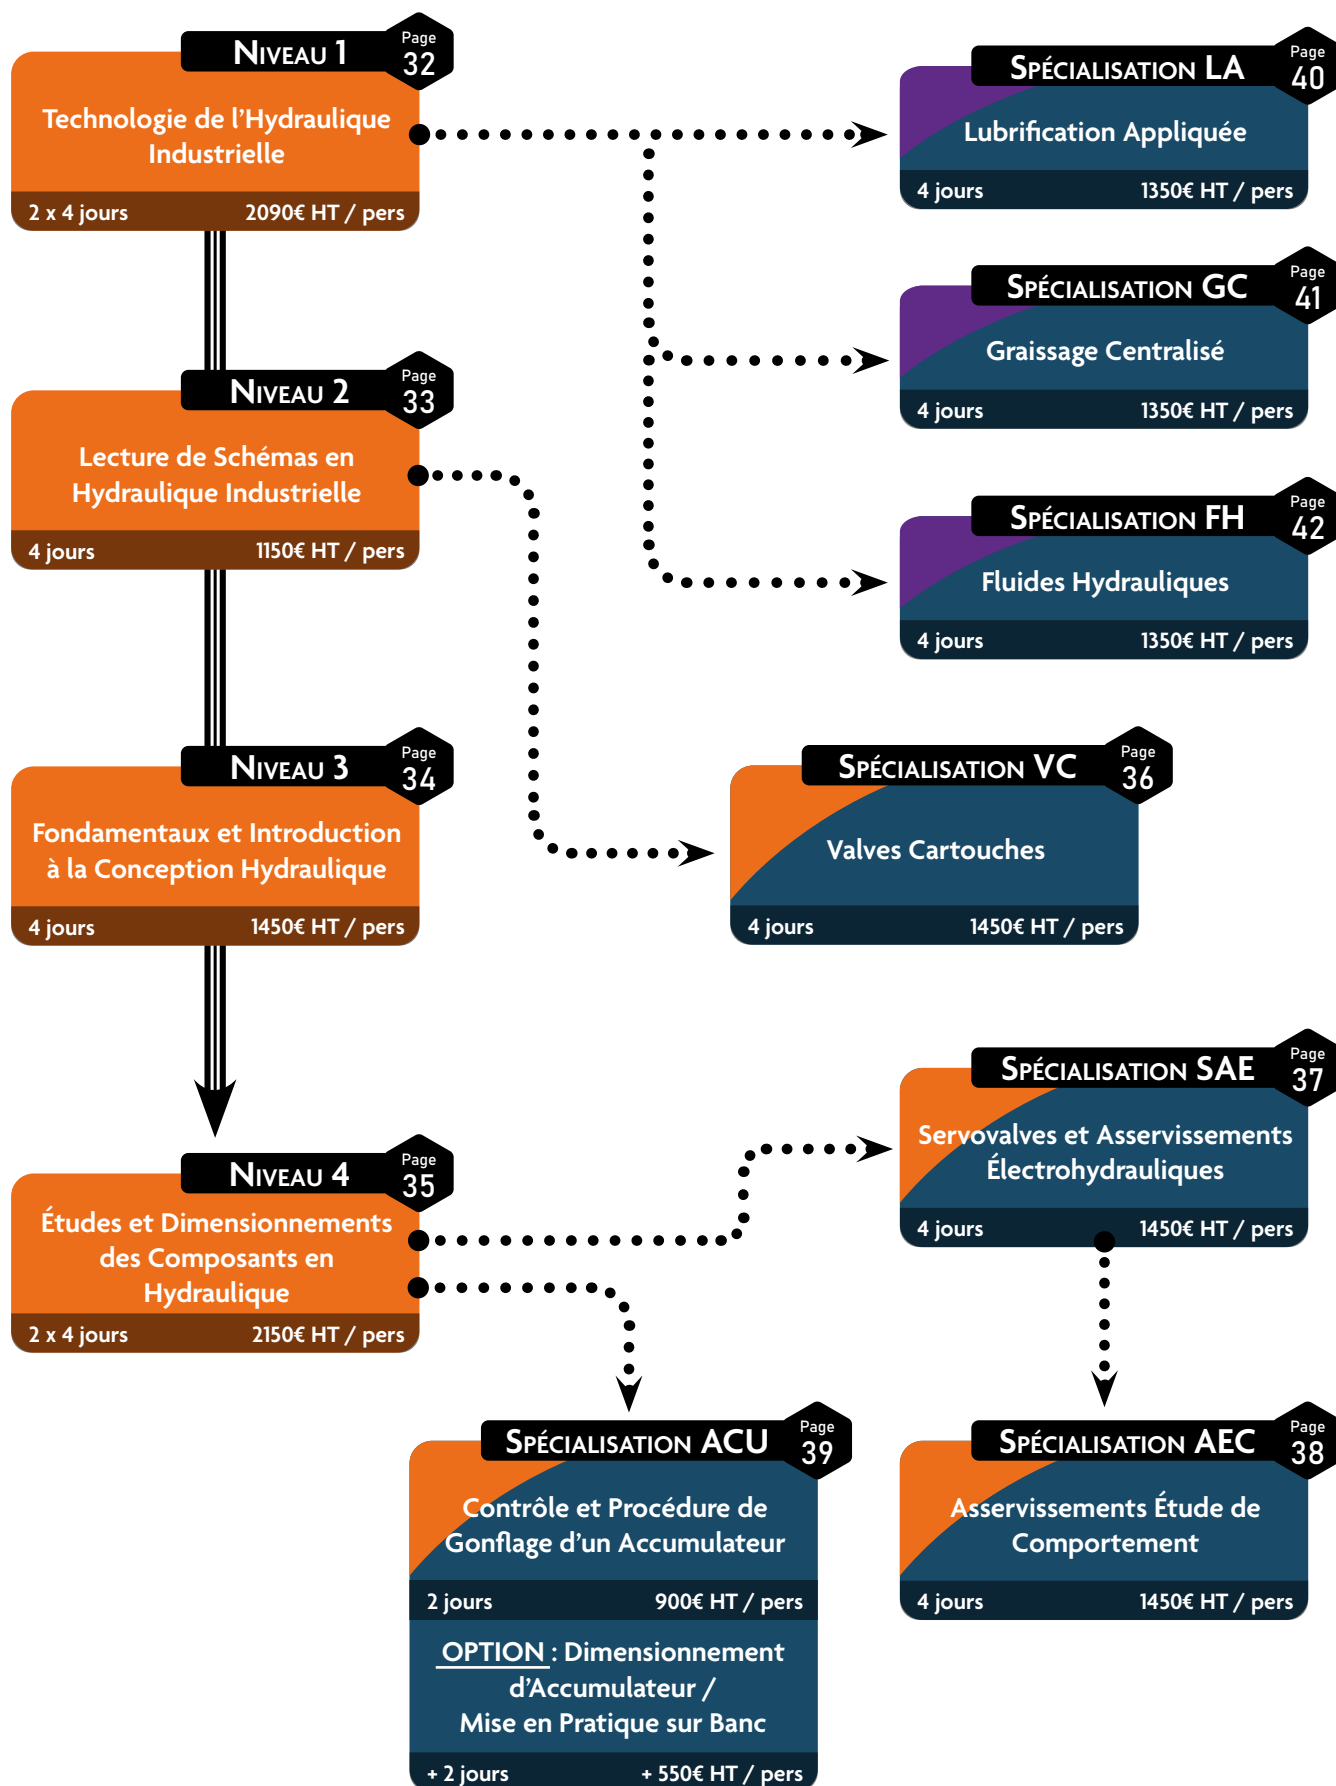 NIVEAU 1
Page
32
Technologie de l'Hydraulique
Industrielle
2 x 4 jours 2090€ HT / pers
SPÉCIALISATION LA
Page
40
Lubrification Appliquée
4 jours 1350€ HT / pers
SPÉCIALISATION GC
Page
41
Graissage Centralisé
4 jours 1350€ HT / pers
NIVEAU 2
Page
33
Lecture de Schémas en
Hydraulique Industrielle
4 jours 1150€ HT / pers
SPÉCIALISATION FH
Page
42
Fluides Hydrauliques
4 jours 1350€ HT / pers
NIVEAU 3
Page
34
Fondamentaux et Introduction
à la Conception Hydraulique
4 jours 1450€ HT / pers
SPÉCIALISATION VC
Page
36
Valves Cartouches
4 jours 1450€ HT / pers
SPÉCIALISATION SAE
Page
37
Servovalves et Asservissements
Électrohydrauliques
4 jours 1450€ HT / pers
NIVEAU 4
Page
35
Études et Dimensionnements
des Composants en
Hydraulique
2 x 4 jours 2150€ HT / pers
SPÉCIALISATION ACU
Page
39
Contrôle et Procédure de
Gonflage d'un Accumulateur
2 jours 900€ HT / pers
OPTION : Dimensionnement
d'Accumulateur /
Mise en Pratique sur Banc
+ 2 jours + 550€ HT / pers
SPÉCIALISATION AEC
Page
38
Asservissements Étude de
Comportement
4 jours 1450€ HT / pers